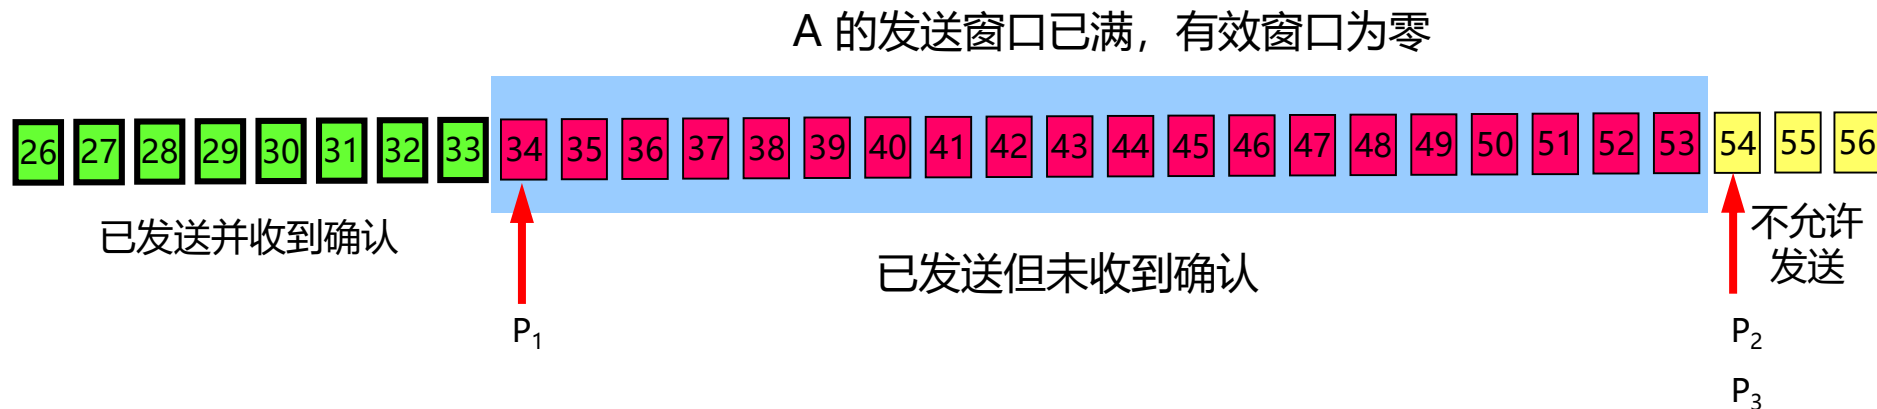 A 的发送窗口已满，有效窗口为零
26 27 28 29 30 31 32 33 34 35 36 37 38 39 40 41 42 43 44 45 46 47 48 49 50 51 52 53 54 55 56
已发送并收到确认
已发送但未收到确认
不允许
发送
P₁
P₂
P₃